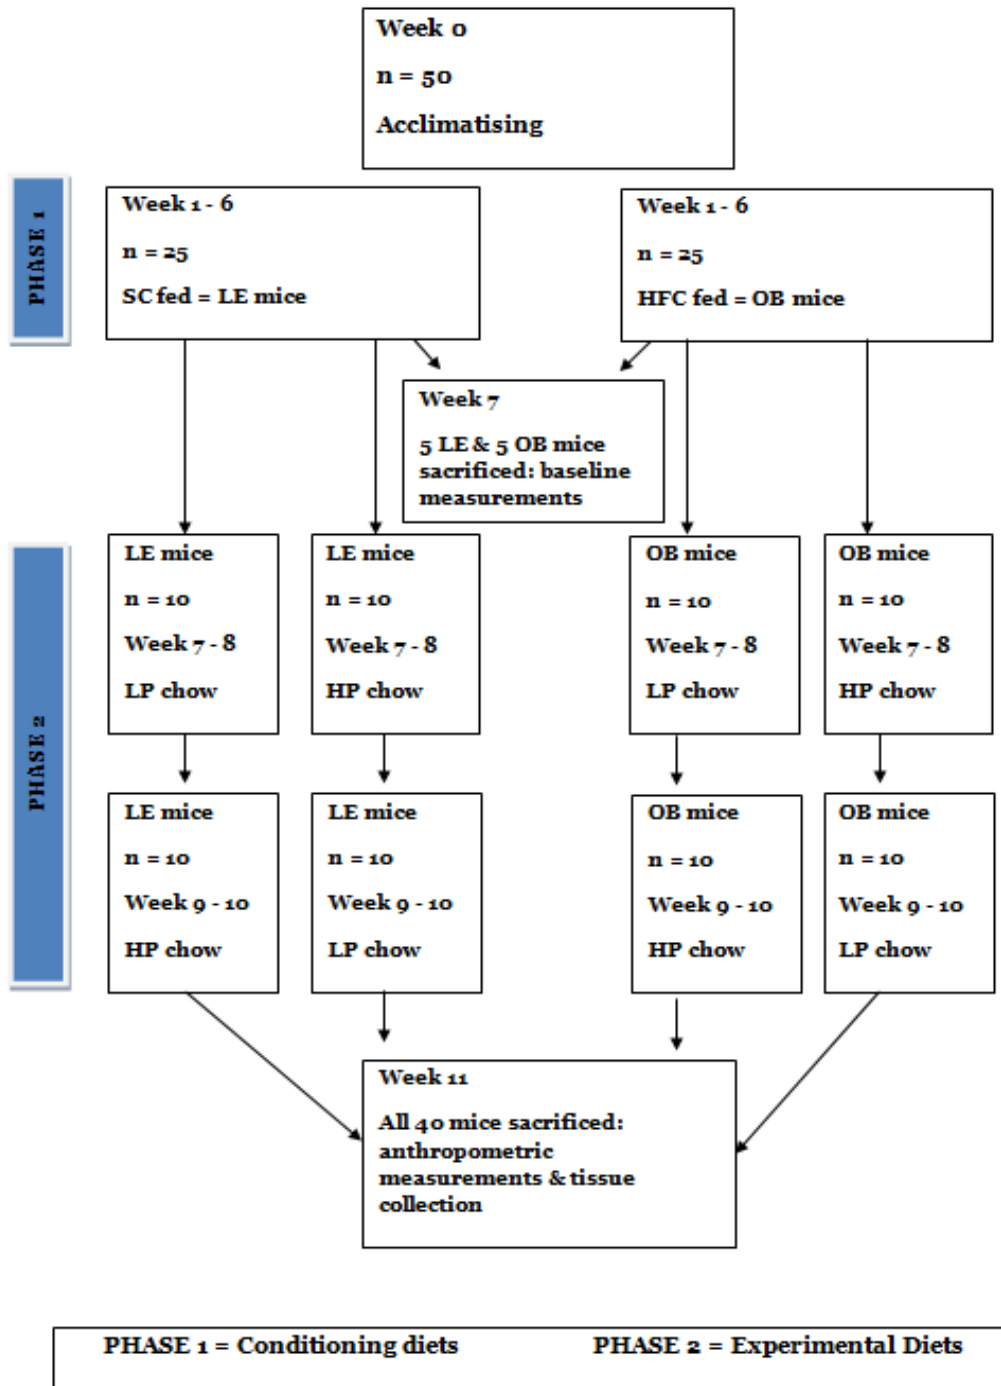 Week 0
n = 50
Acclimatising
PHASE 1
Week 1 - 6
n = 25
SC fed = LE mice
Week 1 - 6
n = 25
HFC fed = OB mice
Week 7
5 LE & 5 OB mice
sacrificed: baseline
measurements
PHASE 2
LE mice
n = 10
Week 7 - 8
LP chow
LE mice
n = 10
Week 7 - 8
HP chow
OB mice
n = 10
Week 7 - 8
LP chow
OB mice
n = 10
Week 7 - 8
HP chow
LE mice
n = 10
Week 9 - 10
HP chow
LE mice
n = 10
Week 9 - 10
LP chow
OB mice
n = 10
Week 9 - 10
HP chow
OB mice
n = 10
Week 9 - 10
LP chow
Week 11
All 40 mice sacrificed:
anthropometric
measurements & tissue
collection
PHASE 1 = Conditioning diets
PHASE 2 = Experimental Diets